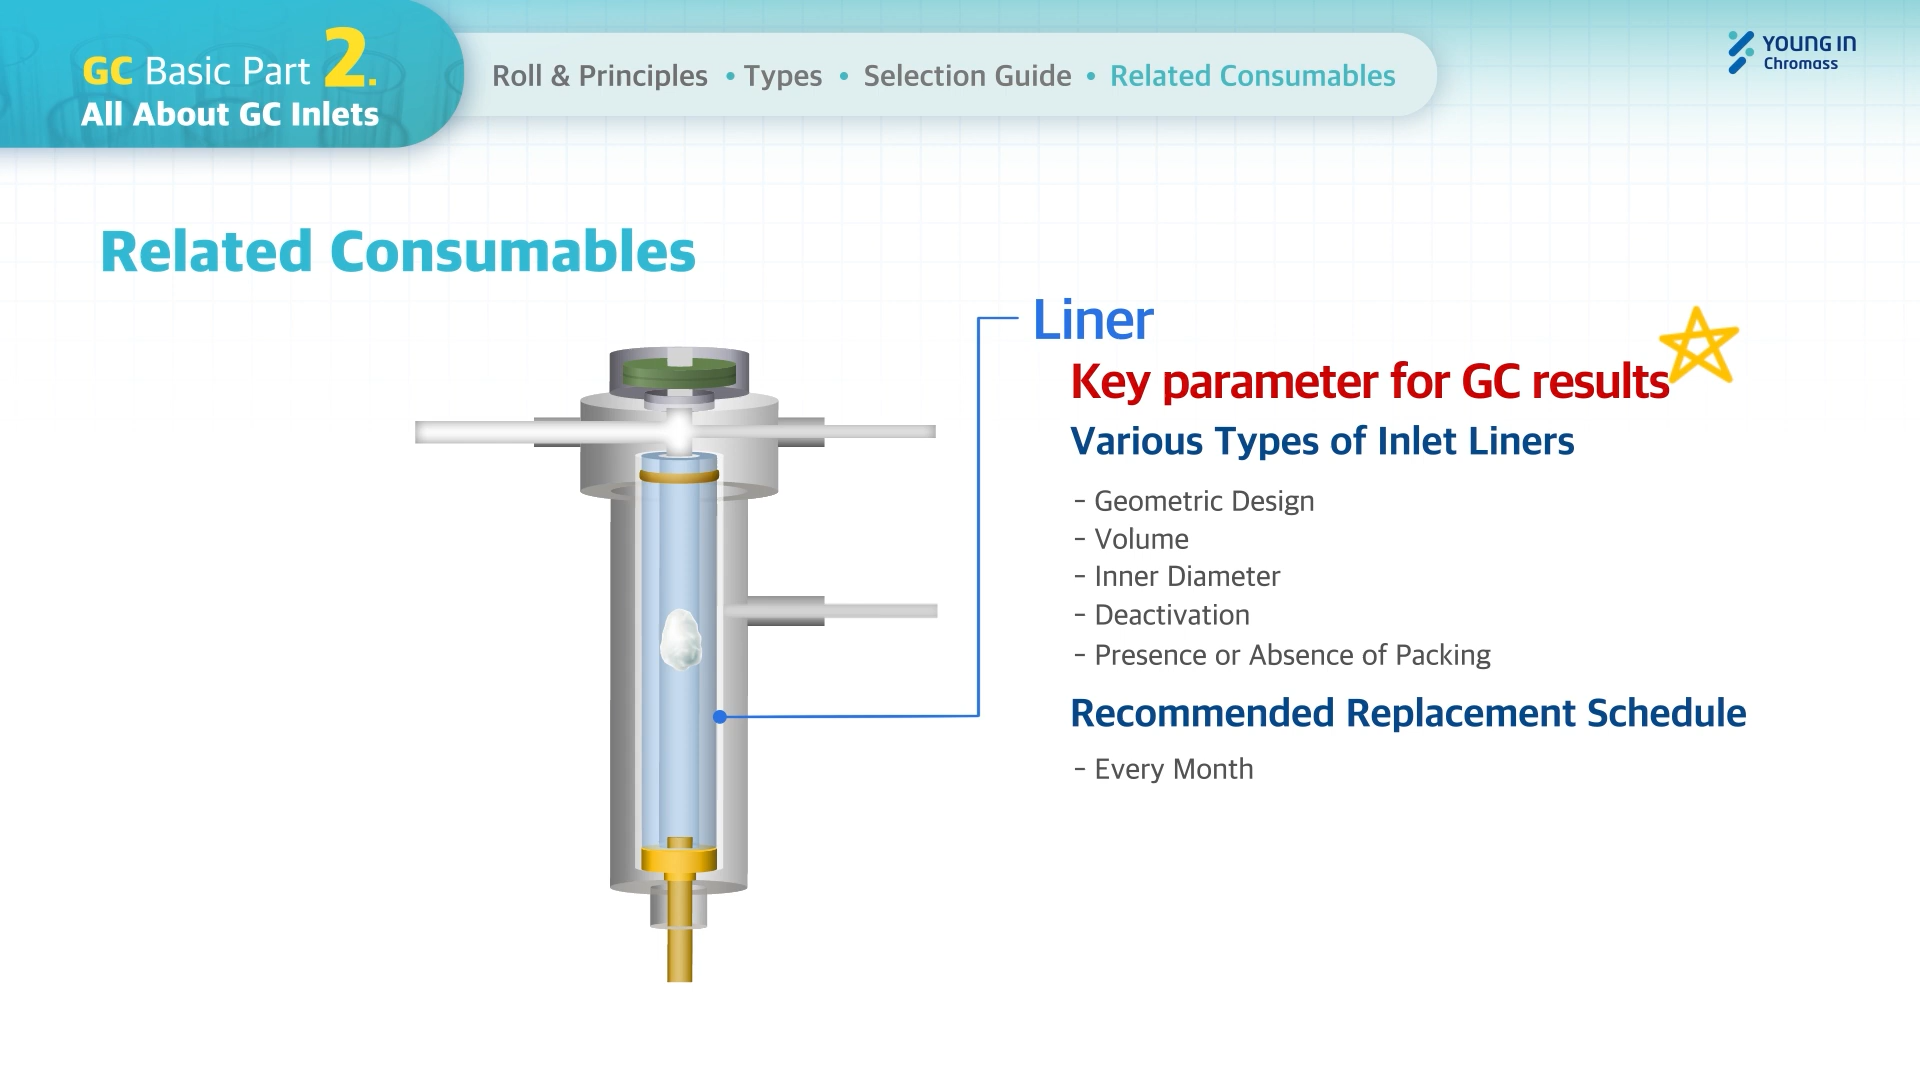 GC Basic Part 2.
All About GC Inlets
Roll & Principles • Types • Selection Guide • Related Consumables
YOUNG IN
Chromass
Related Consumables
Liner
Key parameter for GC results
Various Types of Inlet Liners
- Geometric Design
- Volume
- Inner Diameter
- Deactivation
- Presence or Absence of Packing
Recommended Replacement Schedule
- Every Month